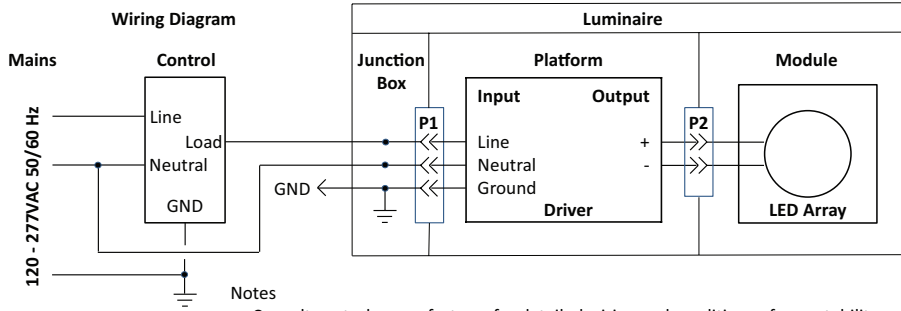 Wiring Diagram
Luminaire
Mains
Control
Junction
Box
Platform
Module
120 - 277VAC 50/60 Hz
Line
Load
Neutral
GND
GND
P1
Input
Output
Line
+
Neutral
-
Ground
Driver
P2
LED Array
Notes